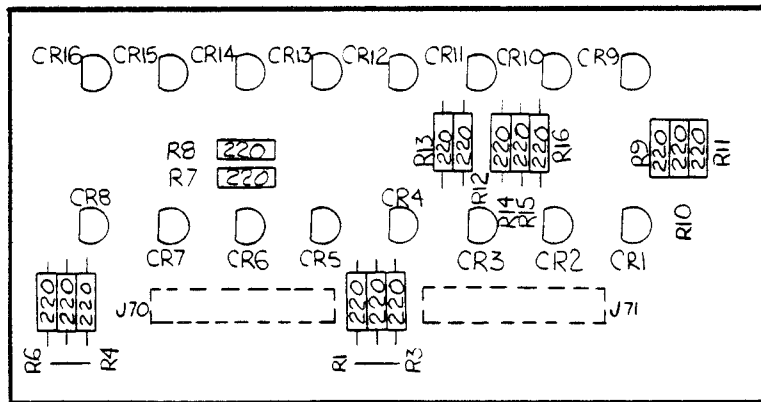 CR16 CR15 CR14 CR13 CR12 CR11 CR10 CR9
R13 220 220 R12 220 220 220 R16
R14 R15
R9 220 220 220 R11
R10
R8 220
R7 220
CR8 CR4
CR7 CR6 CR5 CR3 CR2 CR1
220 220 220 J70 220 220 220 J71
R6 — R4 R1 — R3